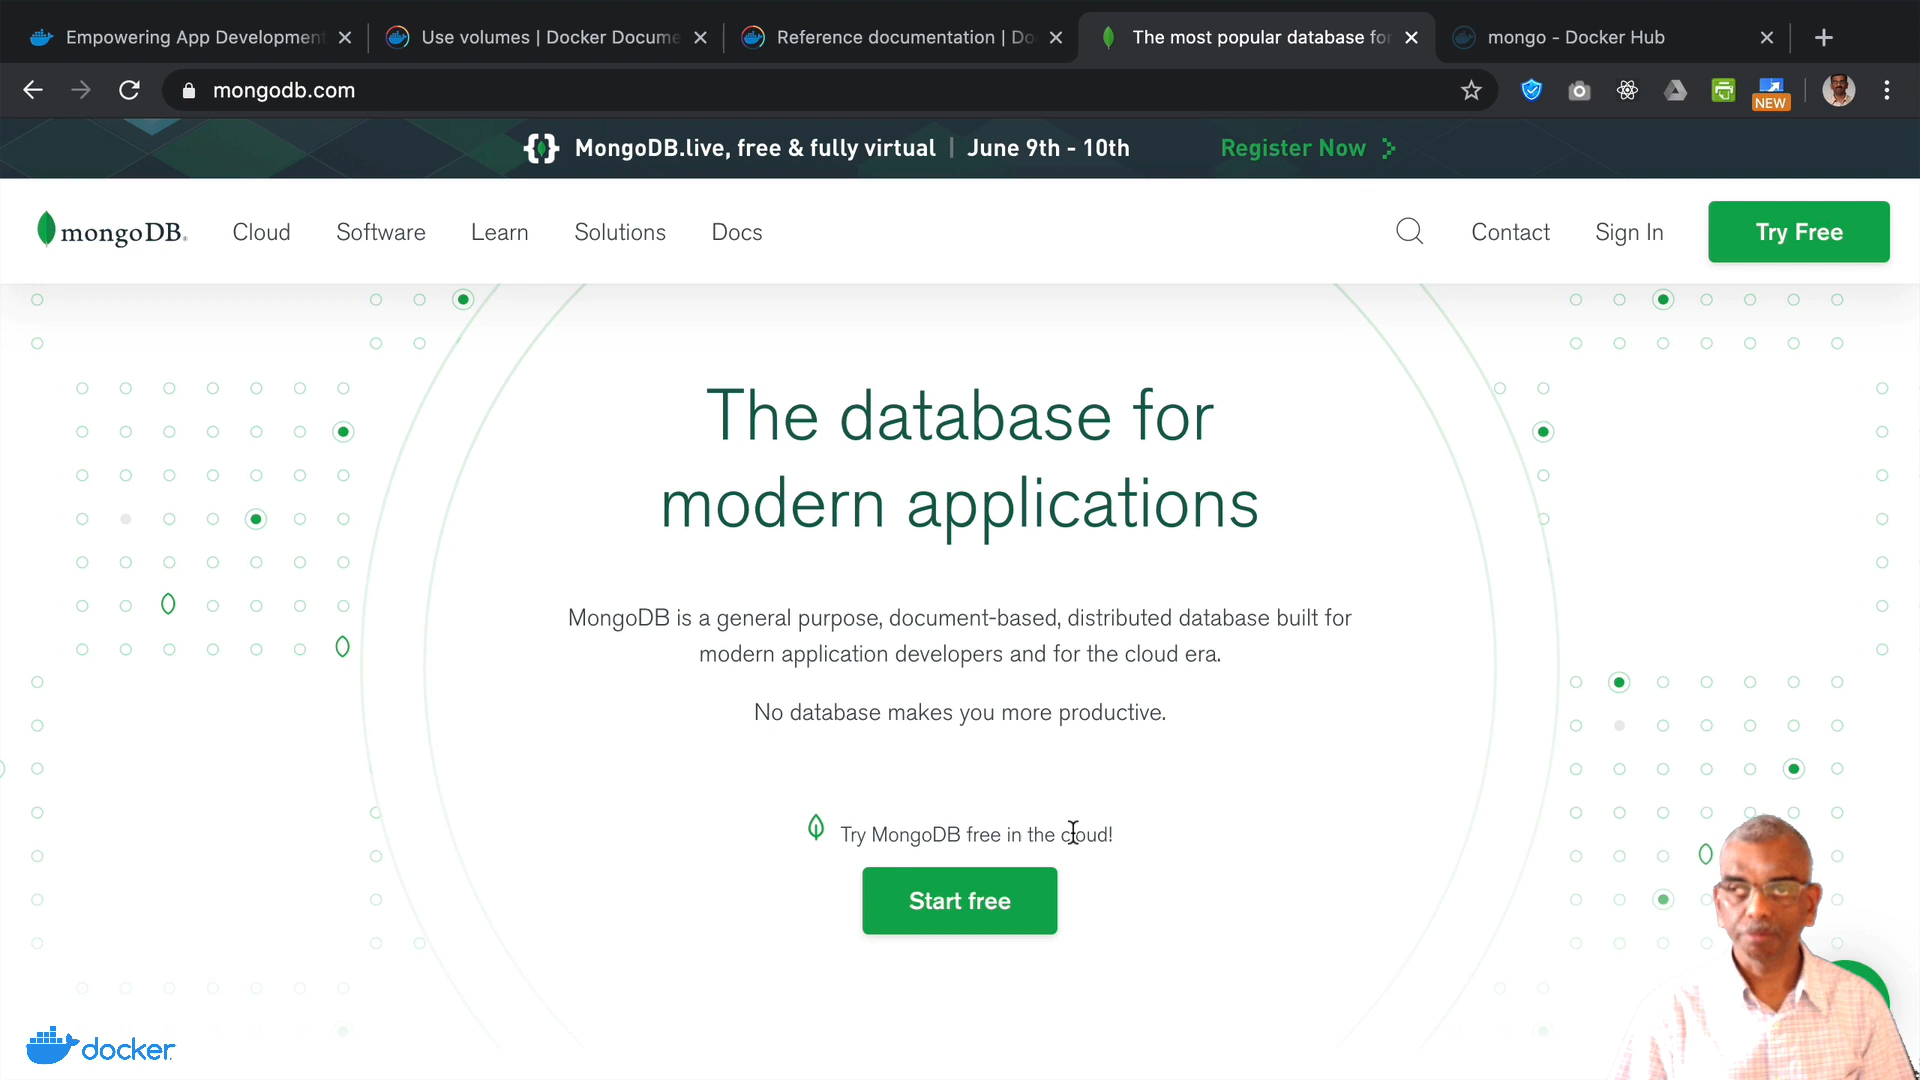 Empowering App Development
Use volumes | Docker Docume
Reference documentation | Do
The most popular database for
mongo - Docker Hub
mongodb.com
NEW
MongoDB.live, free & fully virtual | June 9th - 10th
Register Now
mongoDB.
Cloud
Software
Learn
Solutions
Docs
Contact
Sign In
Try Free
The database for
modern applications
MongoDB is a general purpose, document-based, distributed database built for
modern application developers and for the cloud era.
No database makes you more productive.
Try MongoDB free in the cloud!
Start free
docker